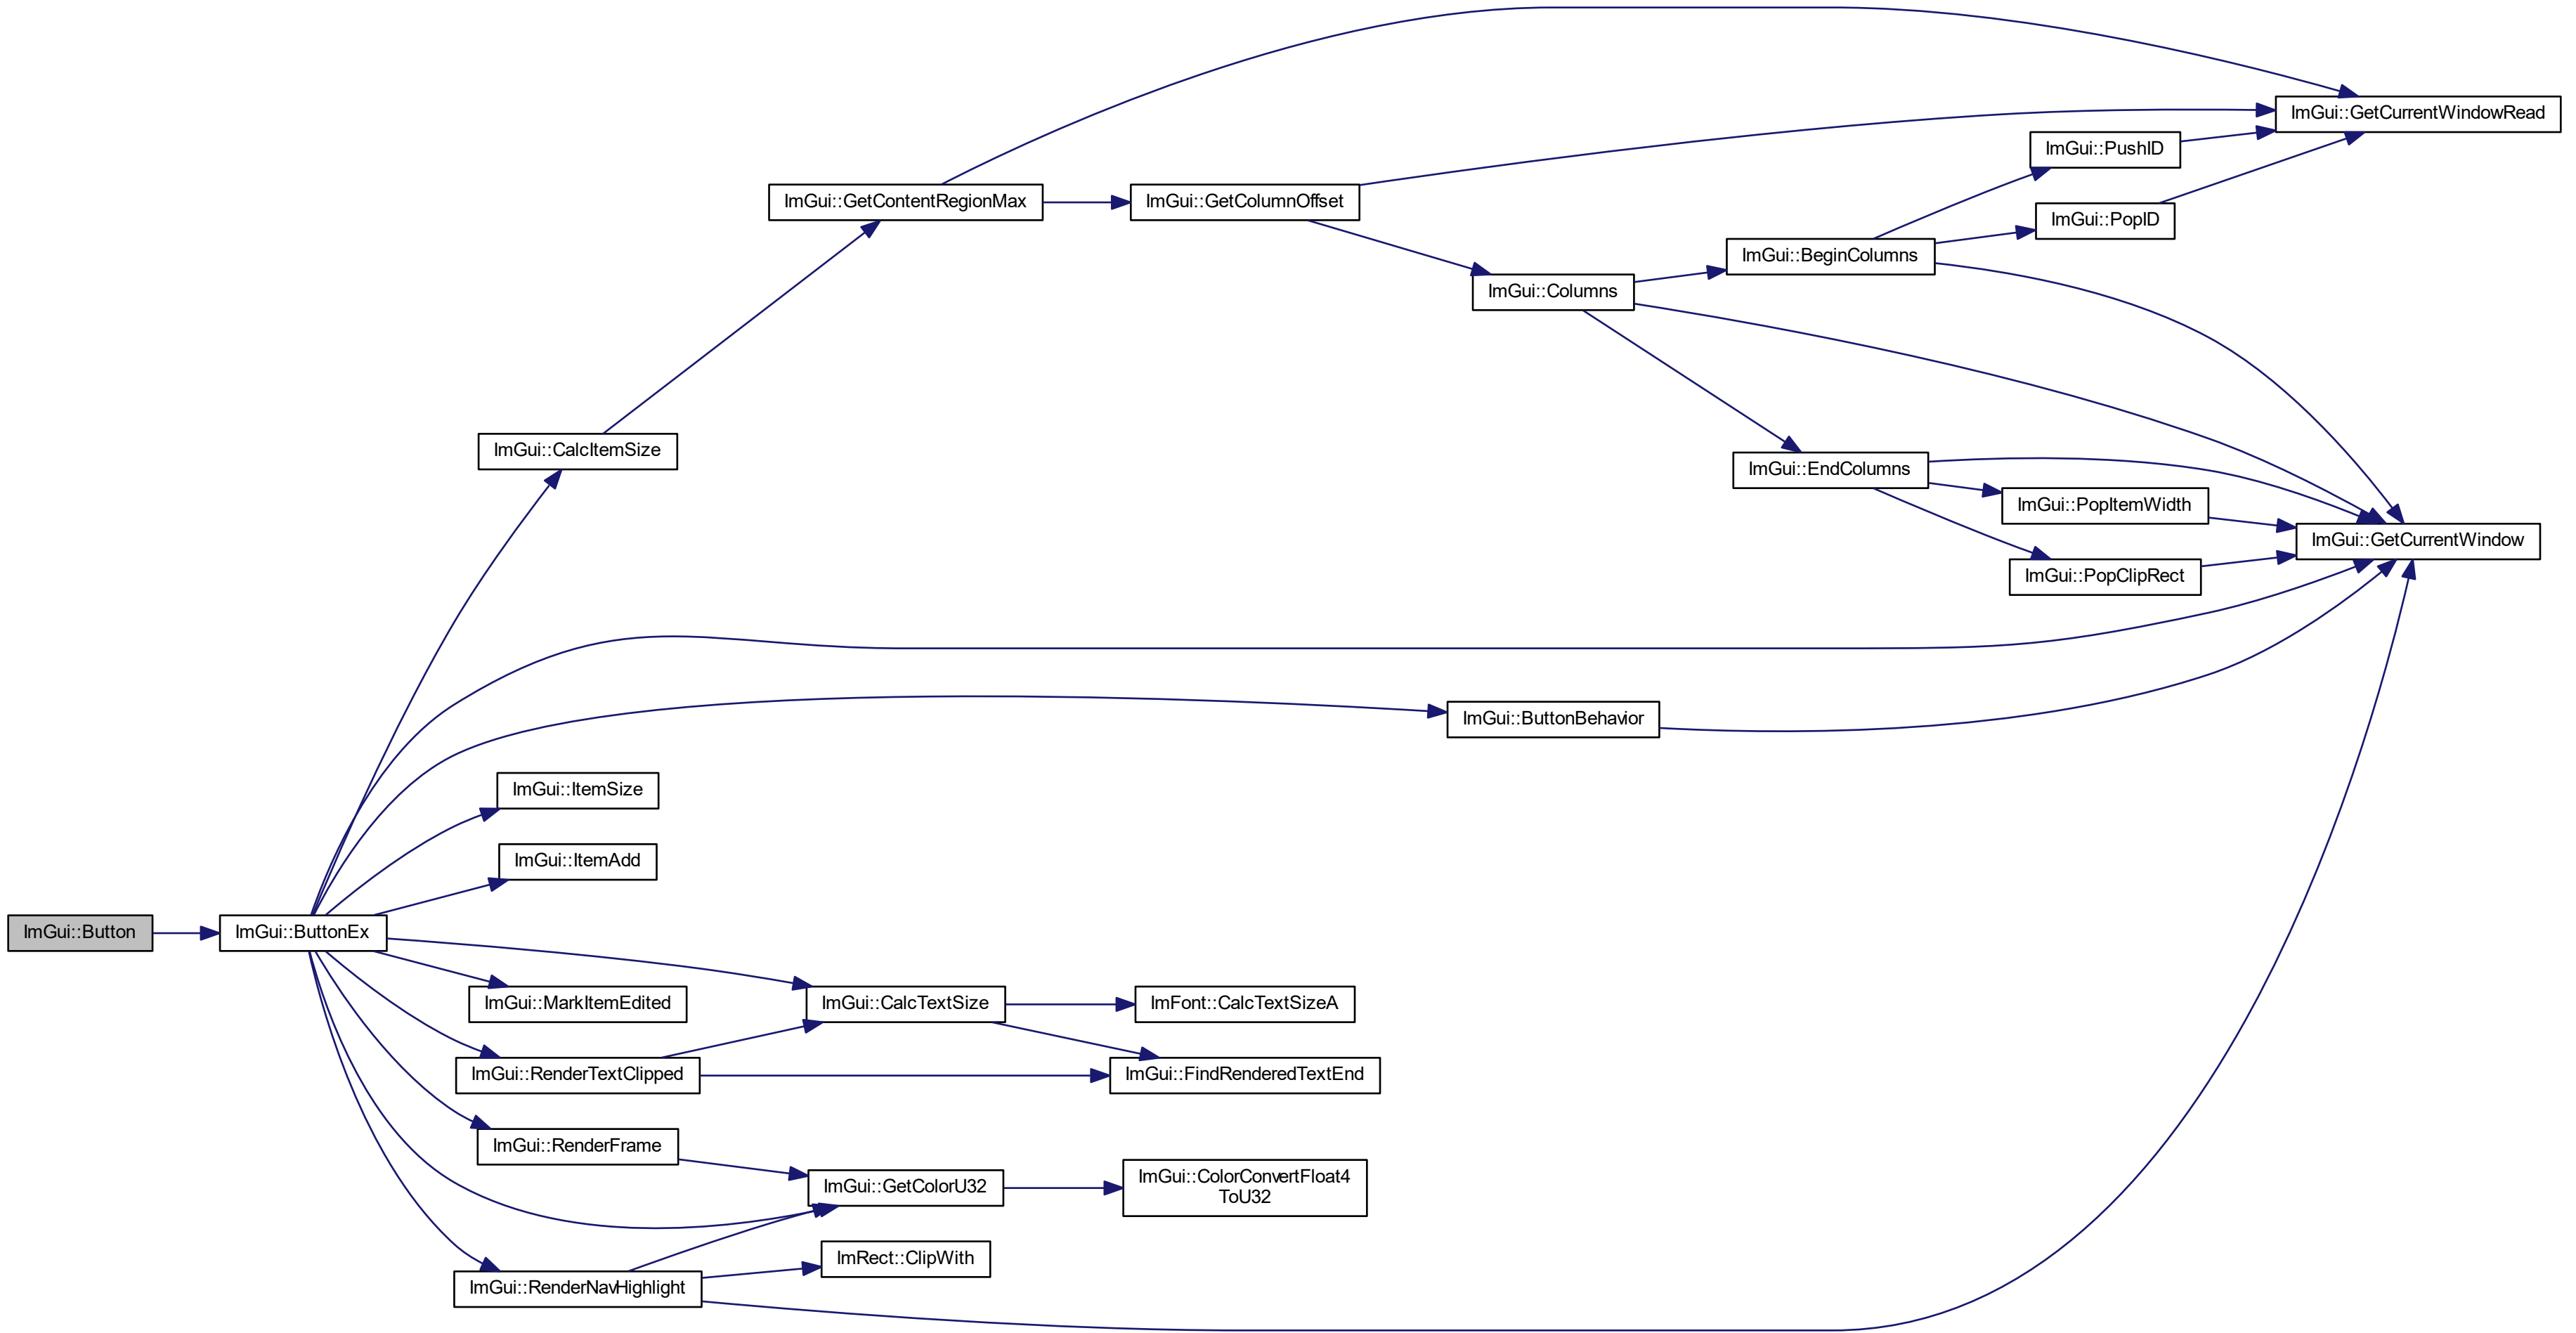 ImGui::GetCurrentWindowRead
ImGui::PushID
ImGui::GetContentRegionMax
ImGui::GetColumnOffset
ImGui::PopID
ImGui::BeginColumns
ImGui::Columns
ImGui::CalcItemSize
ImGui::EndColumns
ImGui::PopItemWidth
ImGui::GetCurrentWindow
ImGui::PopClipRect
ImGui::ButtonBehavior
ImGui::ItemSize
ImGui::ItemAdd
ImGui::Button
ImGui::ButtonEx
ImGui::MarkItemEdited
ImGui::CalcTextSize
ImFont::CalcTextSizeA
ImGui::RenderTextClipped
ImGui::FindRenderedTextEnd
ImGui::RenderFrame
ImGui::GetColorU32
ImGui::ColorConvertFloat4
ToU32
ImRect::ClipWith
ImGui::RenderNavHighlight